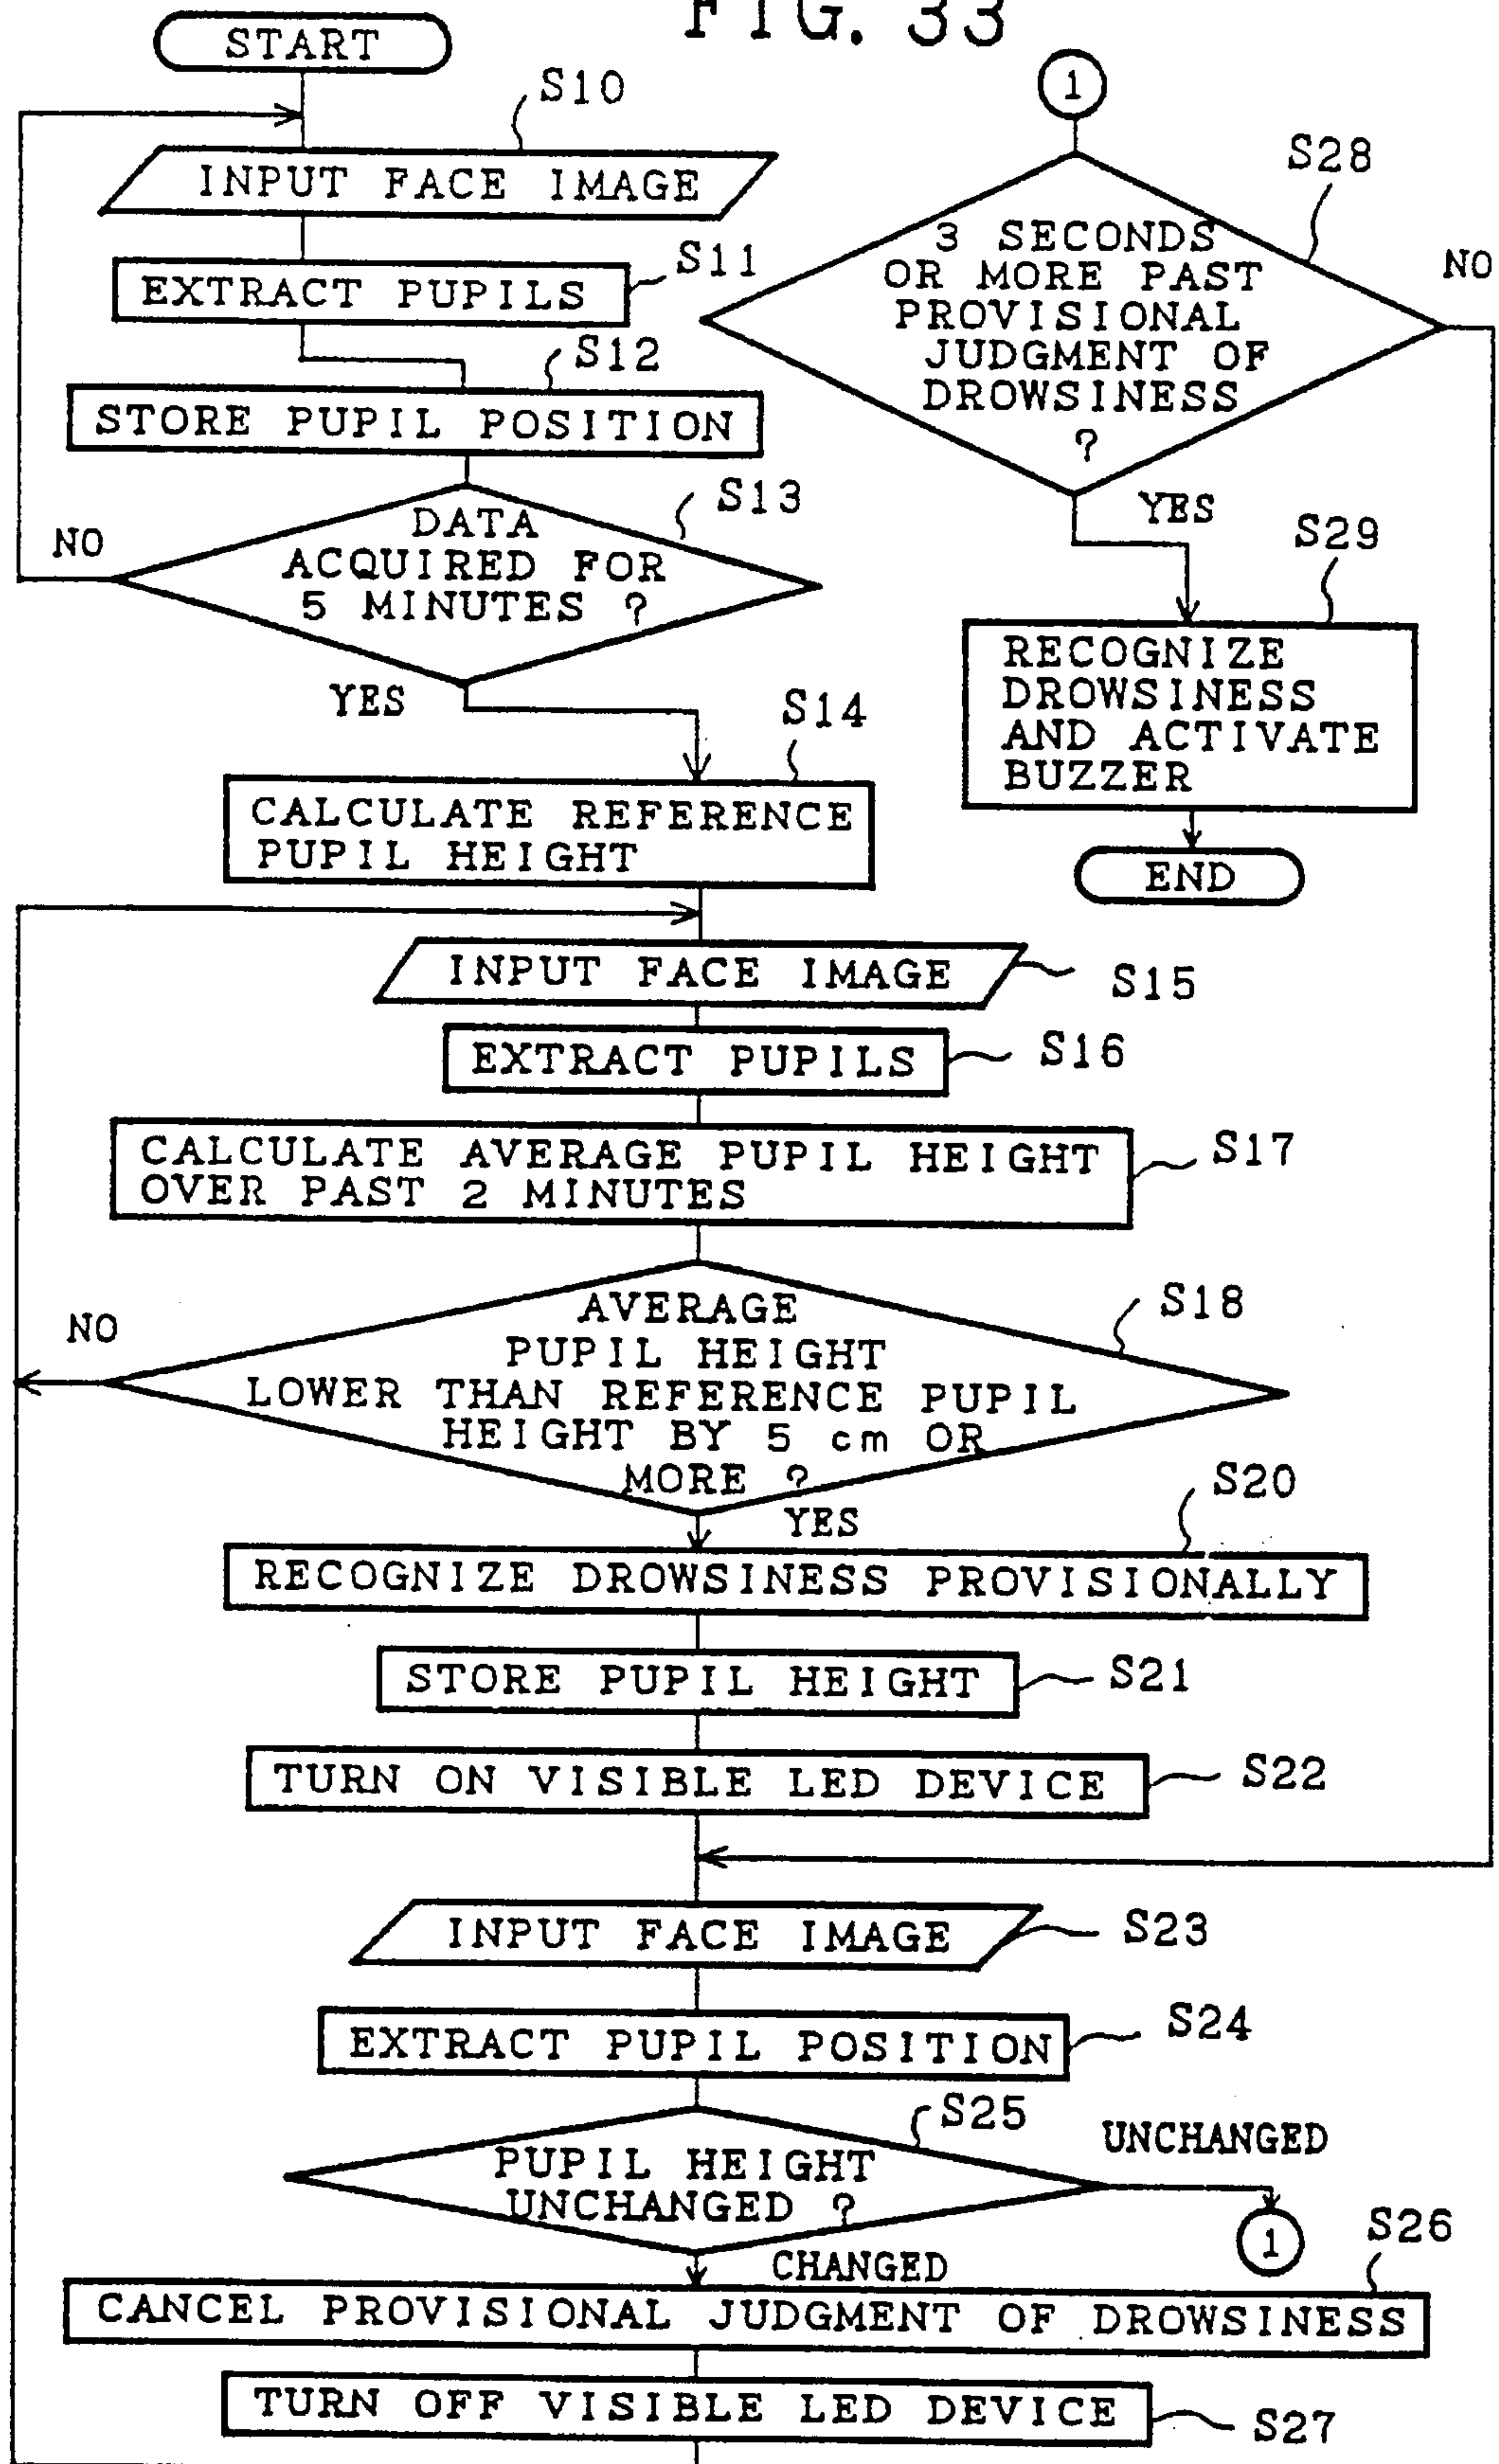 FIG. 33
START
S10
INPUT FACE IMAGE
S11
EXTRACT PUPILS
S12
STORE PUPIL POSITION
S13
DATA
ACQUIRED FOR
5 MINUTES ?
NO
YES
S14
CALCULATE REFERENCE
PUPIL HEIGHT
INPUT FACE IMAGE
S15
EXTRACT PUPILS
S16
CALCULATE AVERAGE PUPIL HEIGHT
OVER PAST 2 MINUTES
S17
AVERAGE
PUPIL HEIGHT
LOWER THAN REFERENCE PUPIL
HEIGHT BY 5 cm OR
MORE ?
S18
NO
YES
S20
RECOGNIZE DROWSINESS PROVISIONALLY
STORE PUPIL HEIGHT
S21
TURN ON VISIBLE LED DEVICE
S22
INPUT FACE IMAGE
S23
EXTRACT PUPIL POSITION
S24
S25
PUPIL HEIGHT
UNCHANGED ?
UNCHANGED
1
CHANGED
S26
CANCEL PROVISIONAL JUDGMENT OF DROWSINESS
TURN OFF VISIBLE LED DEVICE
S27
1
S28
3 SECONDS
OR MORE PAST
PROVISIONAL
JUDGMENT OF
DROWSINESS
?
NO
YES
S29
RECOGNIZE
DROWSINESS
AND ACTIVATE
BUZZER
END